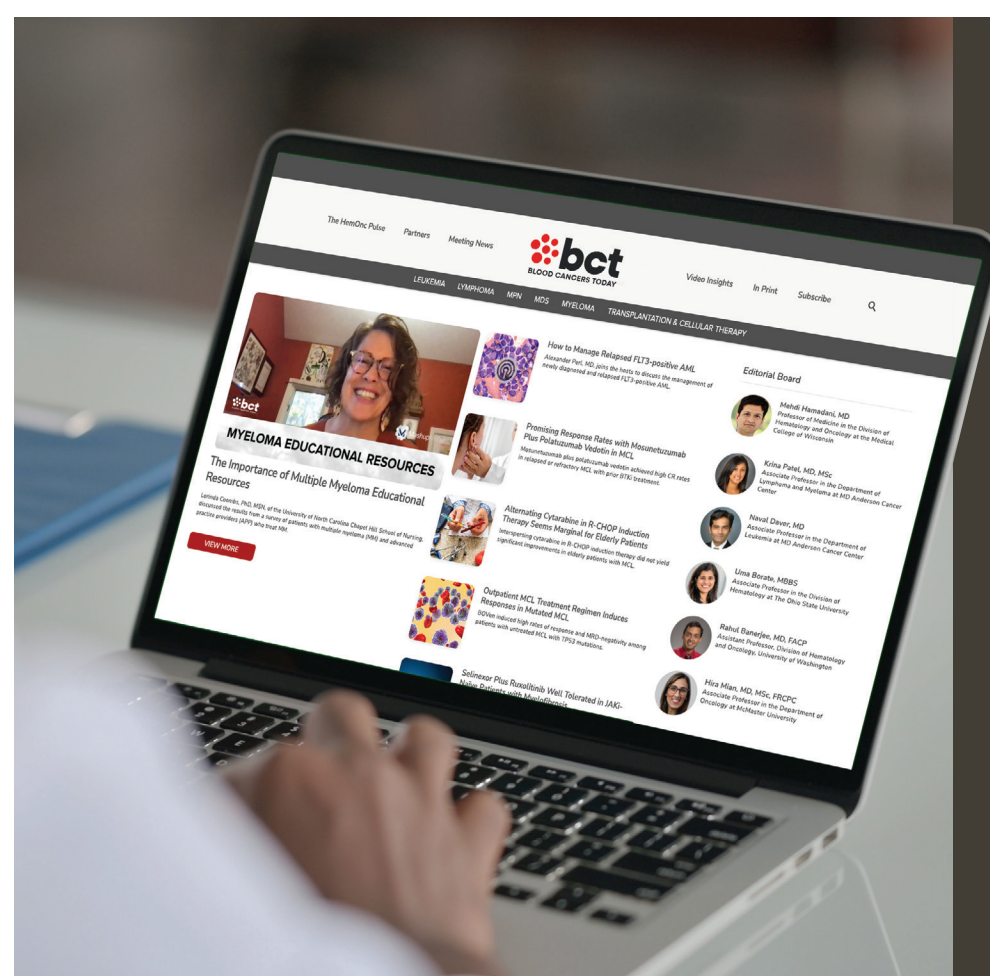 The HemOnc Pulse
Partners
Meeting News
bct
BLOOD CANCERS TODAY
Video Insights
In Print
Subscribe
LEUKEMIA
LYMPHOMA
MPN
MDS
MYELOMA
TRANSPLANTATION & CELLULAR THERAPY
bct
MYELOMA EDUCATIONAL RESOURCES
The Importance of Multiple Myeloma Educational
Resources
Lorinda Coombs, PhD, MSN, of the University of North Carolina Chapel Hill School of Nursing,
discussed the results from a survey of patients with multiple myeloma (MM) and advanced
practice providers (APP) who treat MM.
VIEW MORE
How to Manage Relapsed FLT3-positive AML
Alexander Perl, MD, joins the hosts to discuss the management of
newly diagnosed and relapsed FLT3-positive AML.
Promising Response Rates with Mosunetuzumab
Plus Polatuzumab Vedotin in MCL
Mosunetuzumab plus polatuzumab vedotin achieved high CR rates
in relapsed or refractory MCL with prior BTKi treatment.
Alternating Cytarabine in R-CHOP Induction
Therapy Seems Marginal for Elderly Patients
Interspersing cytarabine in R-CHOP induction therapy did not yield
significant improvements in elderly patients with MCL.
Outpatient MCL Treatment Regimen Induces
Responses in Mutated MCL
BOVen induced high rates of response and MRD-negativity among
patients with untreated MCL with TP53 mutations.
Selinexor Plus Ruxolitinib Well Tolerated in JAKi-
Naïve Patients with Myelofibrosis
Editorial Board
Mehdi Hamadani, MD
Professor of Medicine in the Division of
Hematology and Oncology at the Medical
College of Wisconsin
Krina Patel, MD, MSc
Associate Professor in the Department of
Lymphoma and Myeloma at MD Anderson Cancer
Center
Naval Daver, MD
Associate Professor in the Department of
Leukemia at MD Anderson Cancer Center
Uma Borate, MBBS
Associate Professor in the Division of
Hematology at The Ohio State University
Rahul Banerjee, MD, FACP
Assistant Professor, Division of Hematology
and Oncology, University of Washington
Hira Mian, MD, MSc, FRCPC
Associate Professor in the Department of
Oncology at McMaster University